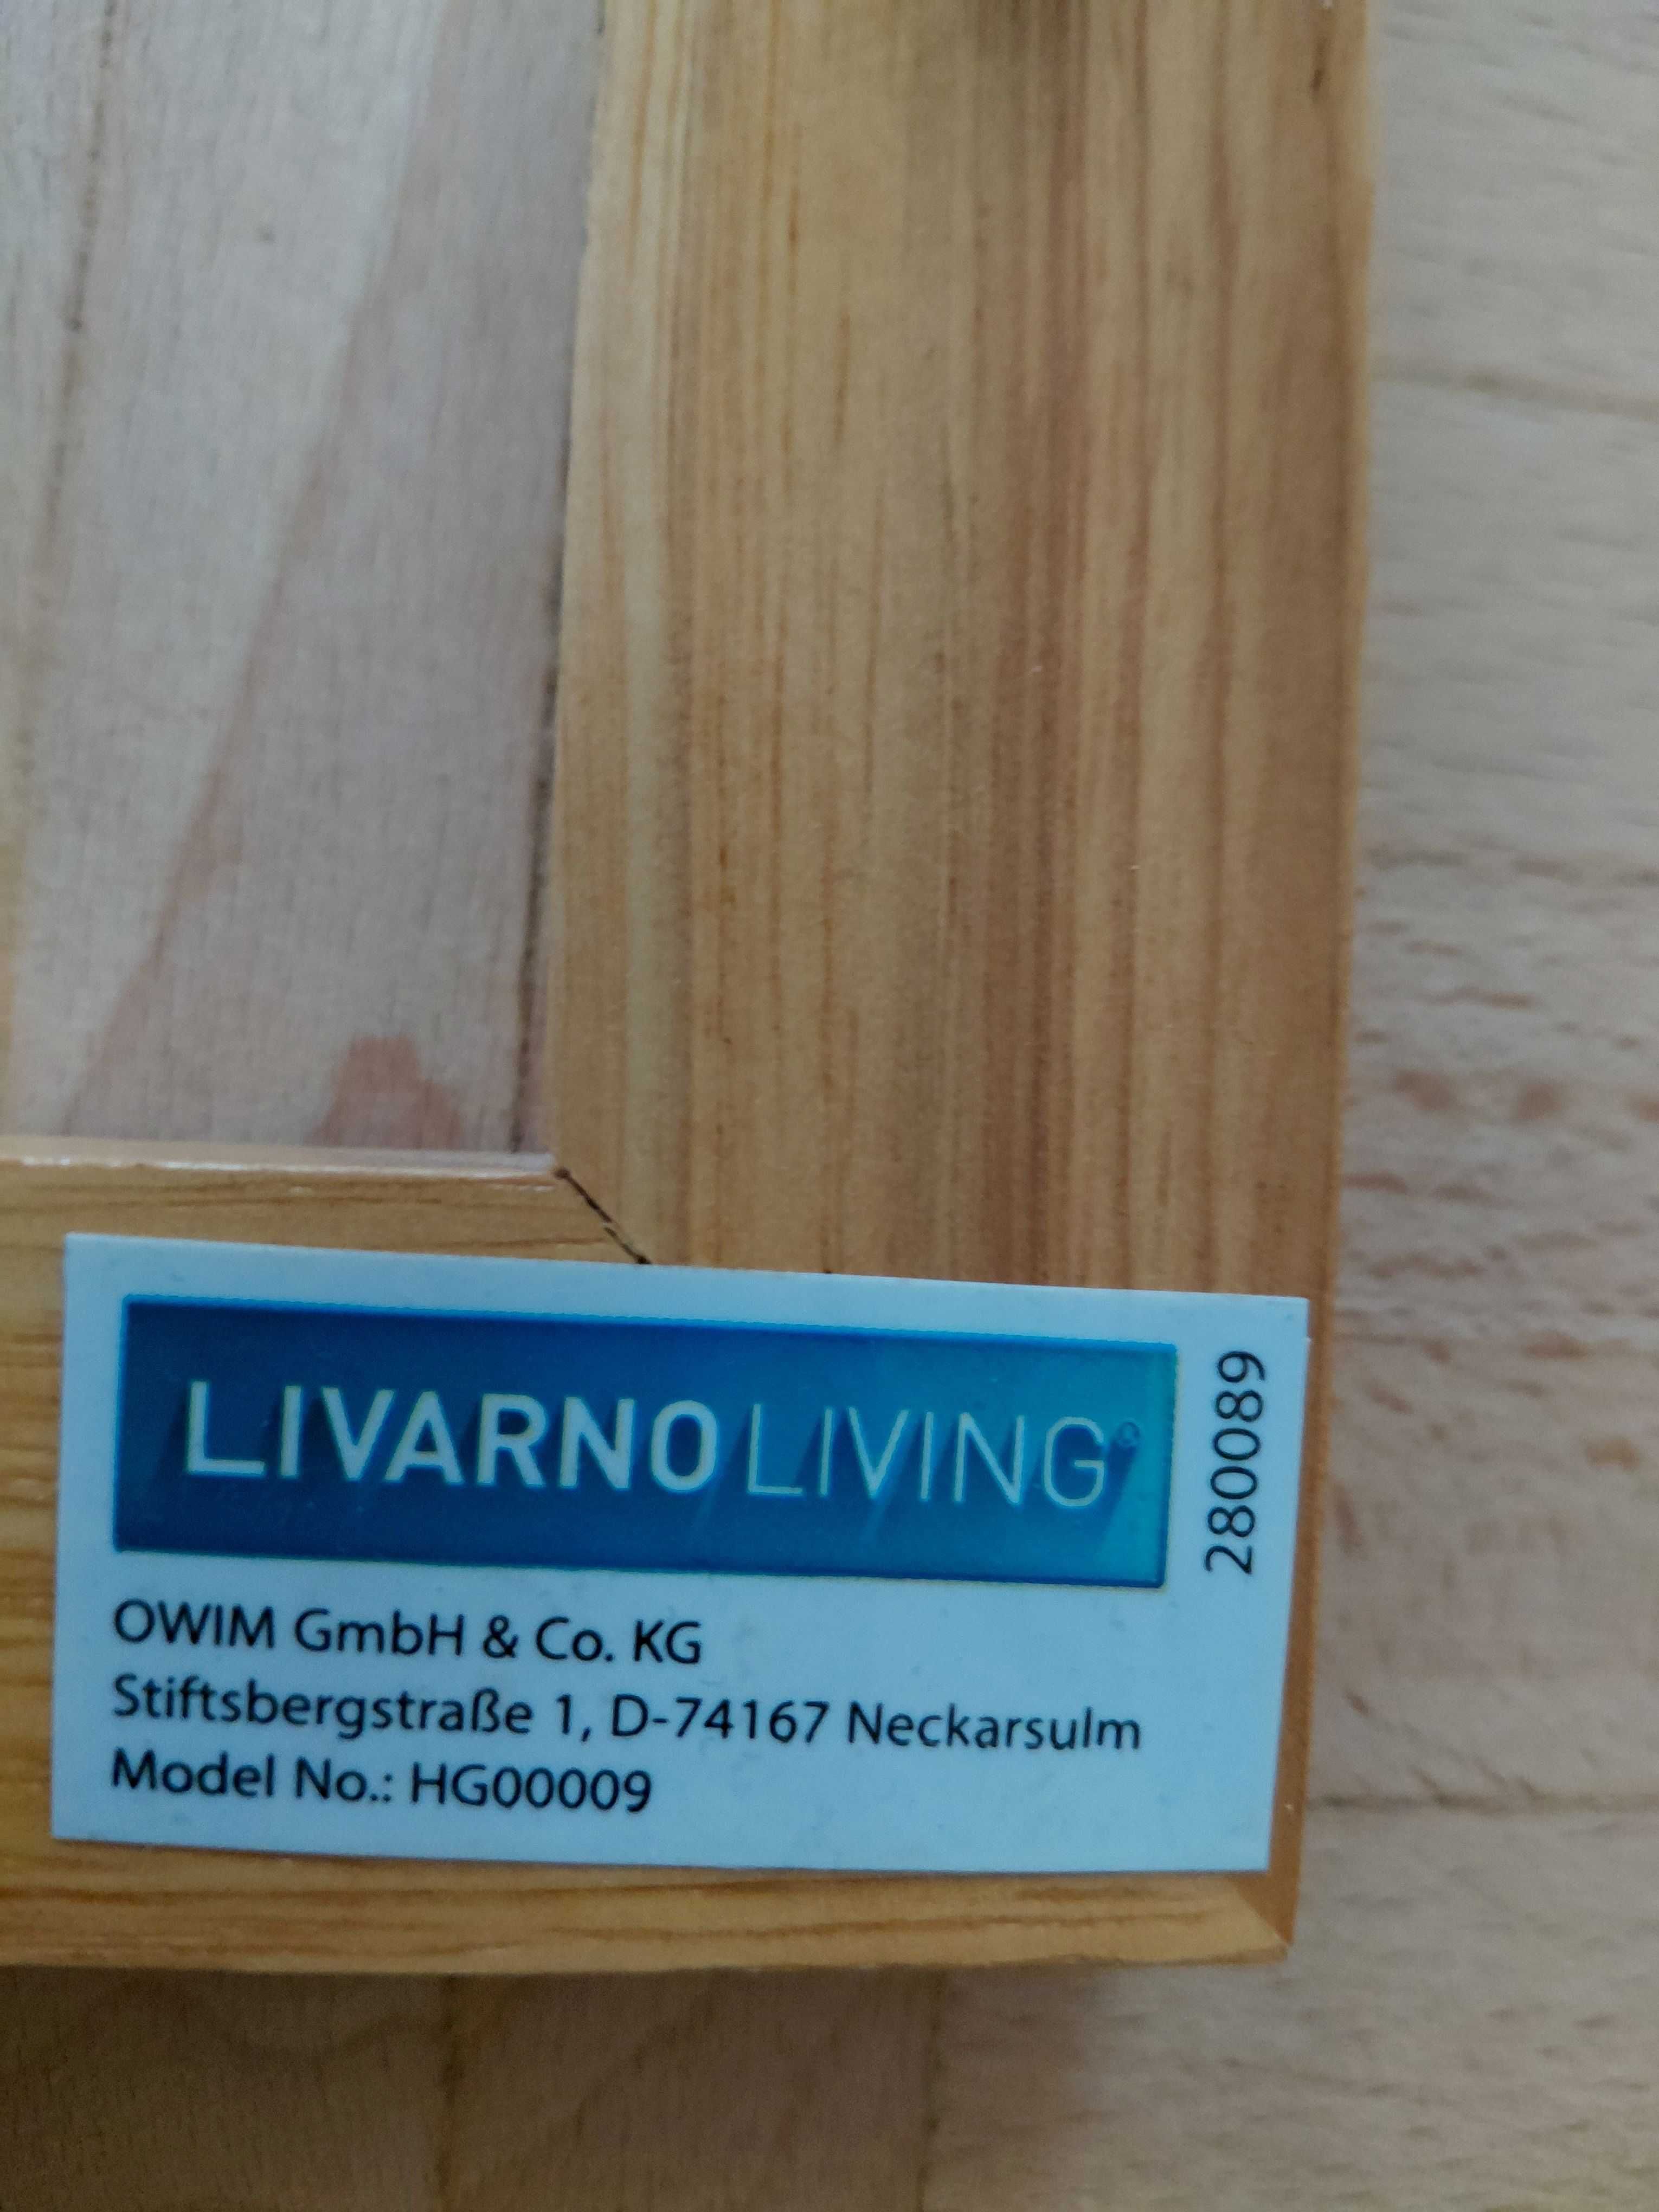 LIVARNO LIVING®
280089
OWIM GmbH & Co. KG
Stiftsbergstraße 1, D-74167 Neckarsulm
Model No.: HG00009